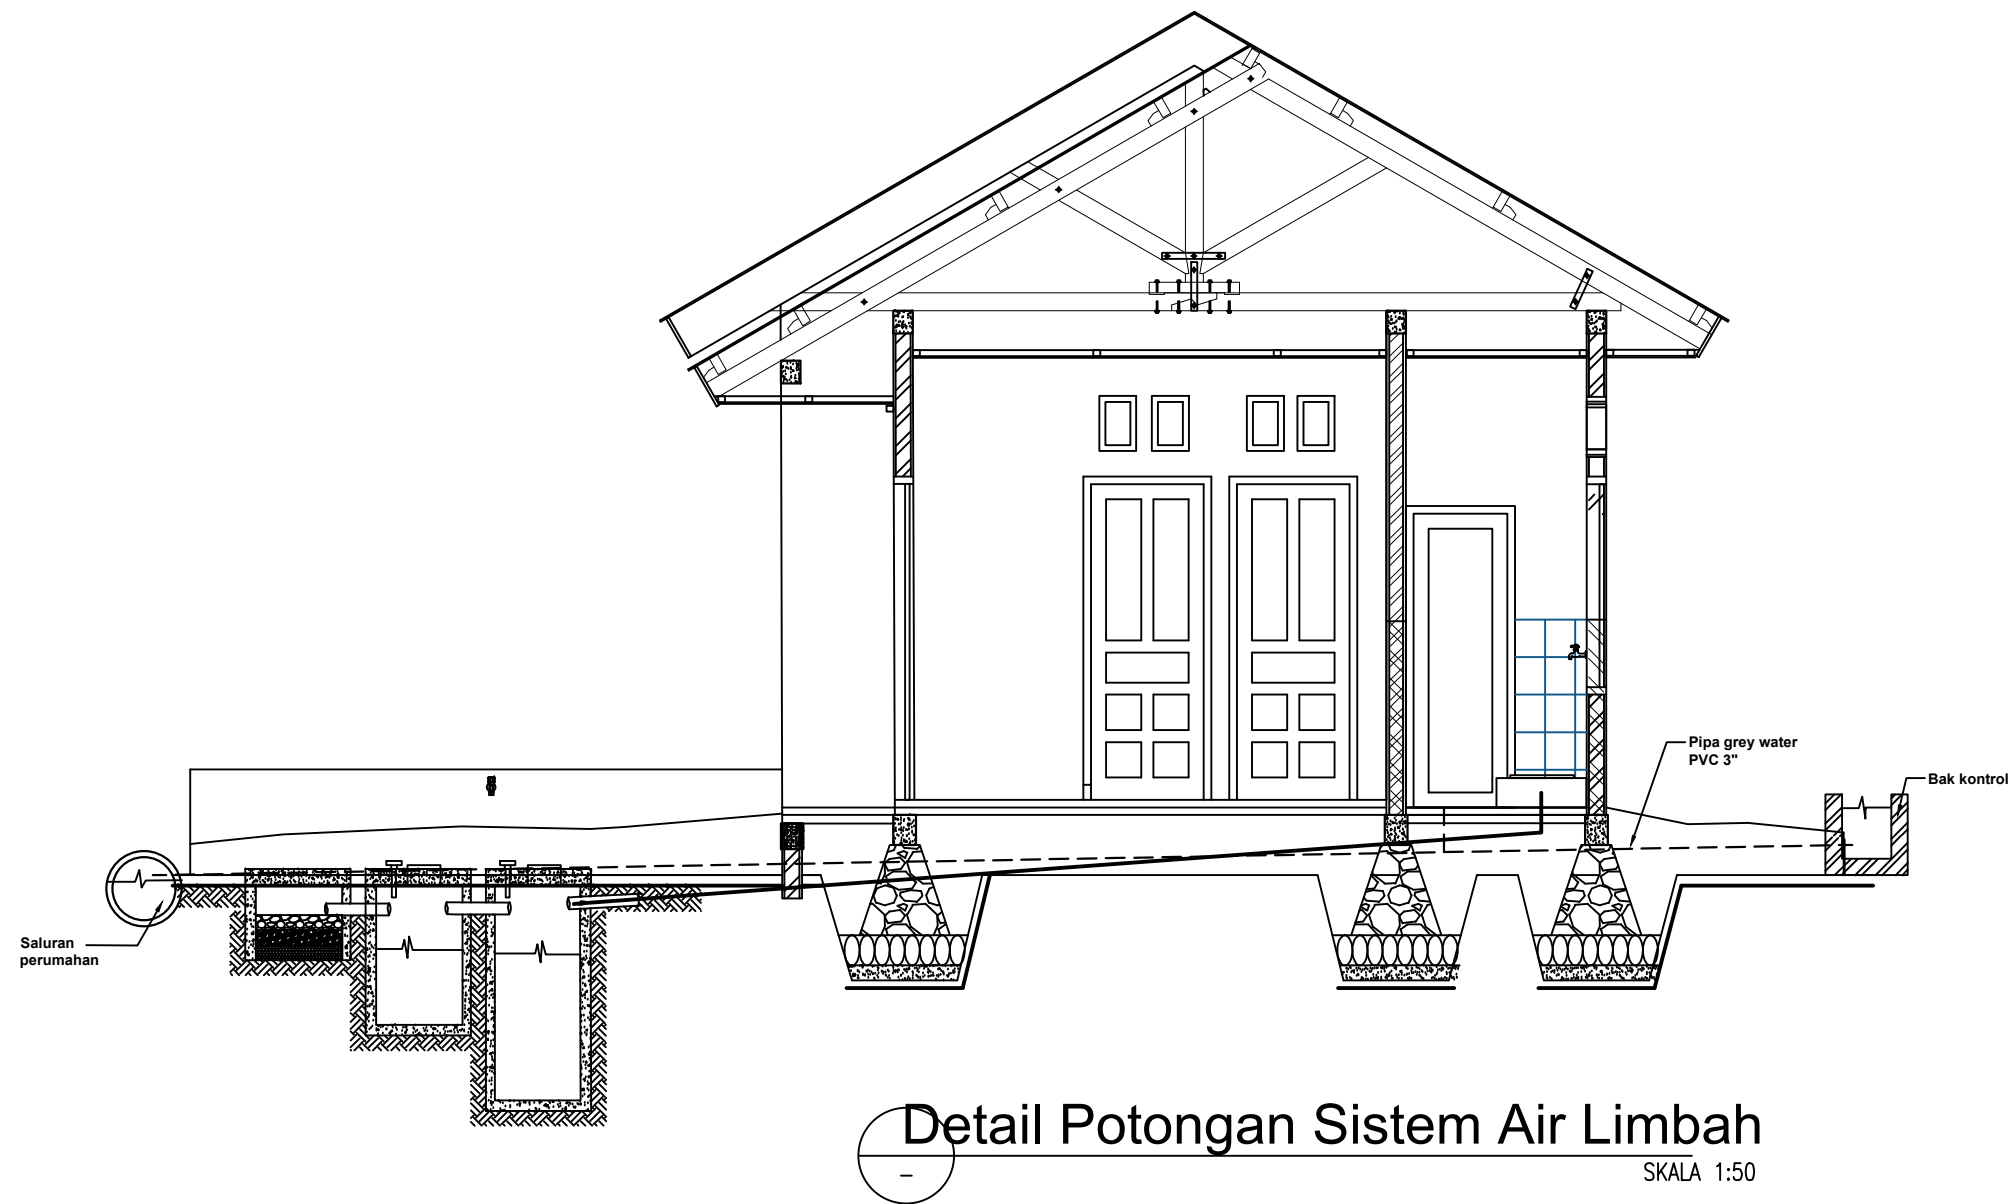 Pipa grey water
PVC 3"
Bak kontrol
Saluran
perumahan
Detail Potongan Sistem Air Limbah
SKALA 1:50